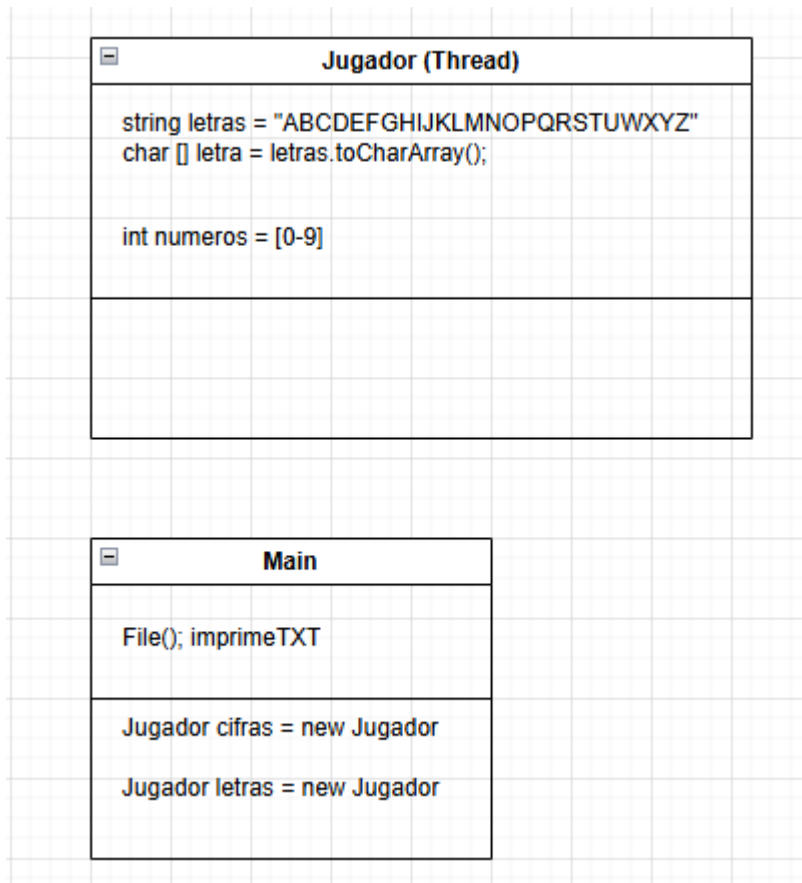 Jugador (Thread)
string letras = "ABCDEFGHIJKLMNOPQRSTUWXYZ"
char [] letra = letras.toCharArray();
int numeros = [0-9]
Main
File(); imprimeTXT
Jugador cifras = new Jugador
Jugador letras = new Jugador